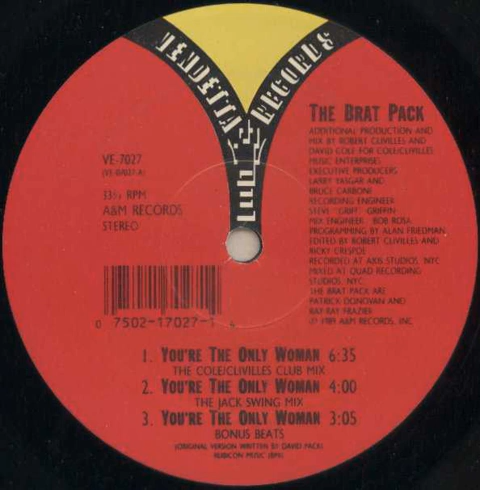 VENDETTA RECORDS
THE BRAT PACK
ADDITIONAL PRODUCTION AND
MIX BY ROBERT CLIVILLES AND
DAVID COLE FOR COLE/CLIVILLES
MUSIC ENTERPRISES
EXECUTIVE PRODUCERS
LARRY YASGAR AND
BRUCE CARBONE
RECORDING ENGINEER
STEVE "GRIFF" GRIFFIN
MIX ENGINEER BOB ROSA
PROGRAMMING BY ALAN FRIEDMAN
EDITED BY ROBERT CLIVILLES AND
RICKY CRESPOE
RECORDED AT AXIS STUDIOS, NYC
MIXED AT QUAD RECORDING
STUDIOS, NYC
THE BRAT PACK ARE
PATRICK DONOVAN AND
RAY-RAY FRAZIER
℗ 1989 A&M RECORDS, INC.
VE-7027
(VE-07027-A)
33⅓ RPM
A&M RECORDS
STEREO
0 7502-17027-1
1. YOU'RE THE ONLY WOMAN 6:35
THE COLE/CLIVILLES CLUB MIX
2. YOU'RE THE ONLY WOMAN 4:00
THE JACK SWING MIX
3. YOU'RE THE ONLY WOMAN 3:05
BONUS BEATS
(ORIGINAL VERSION WRITTEN BY DAVID PACK)
RUBICON MUSIC (BMI)